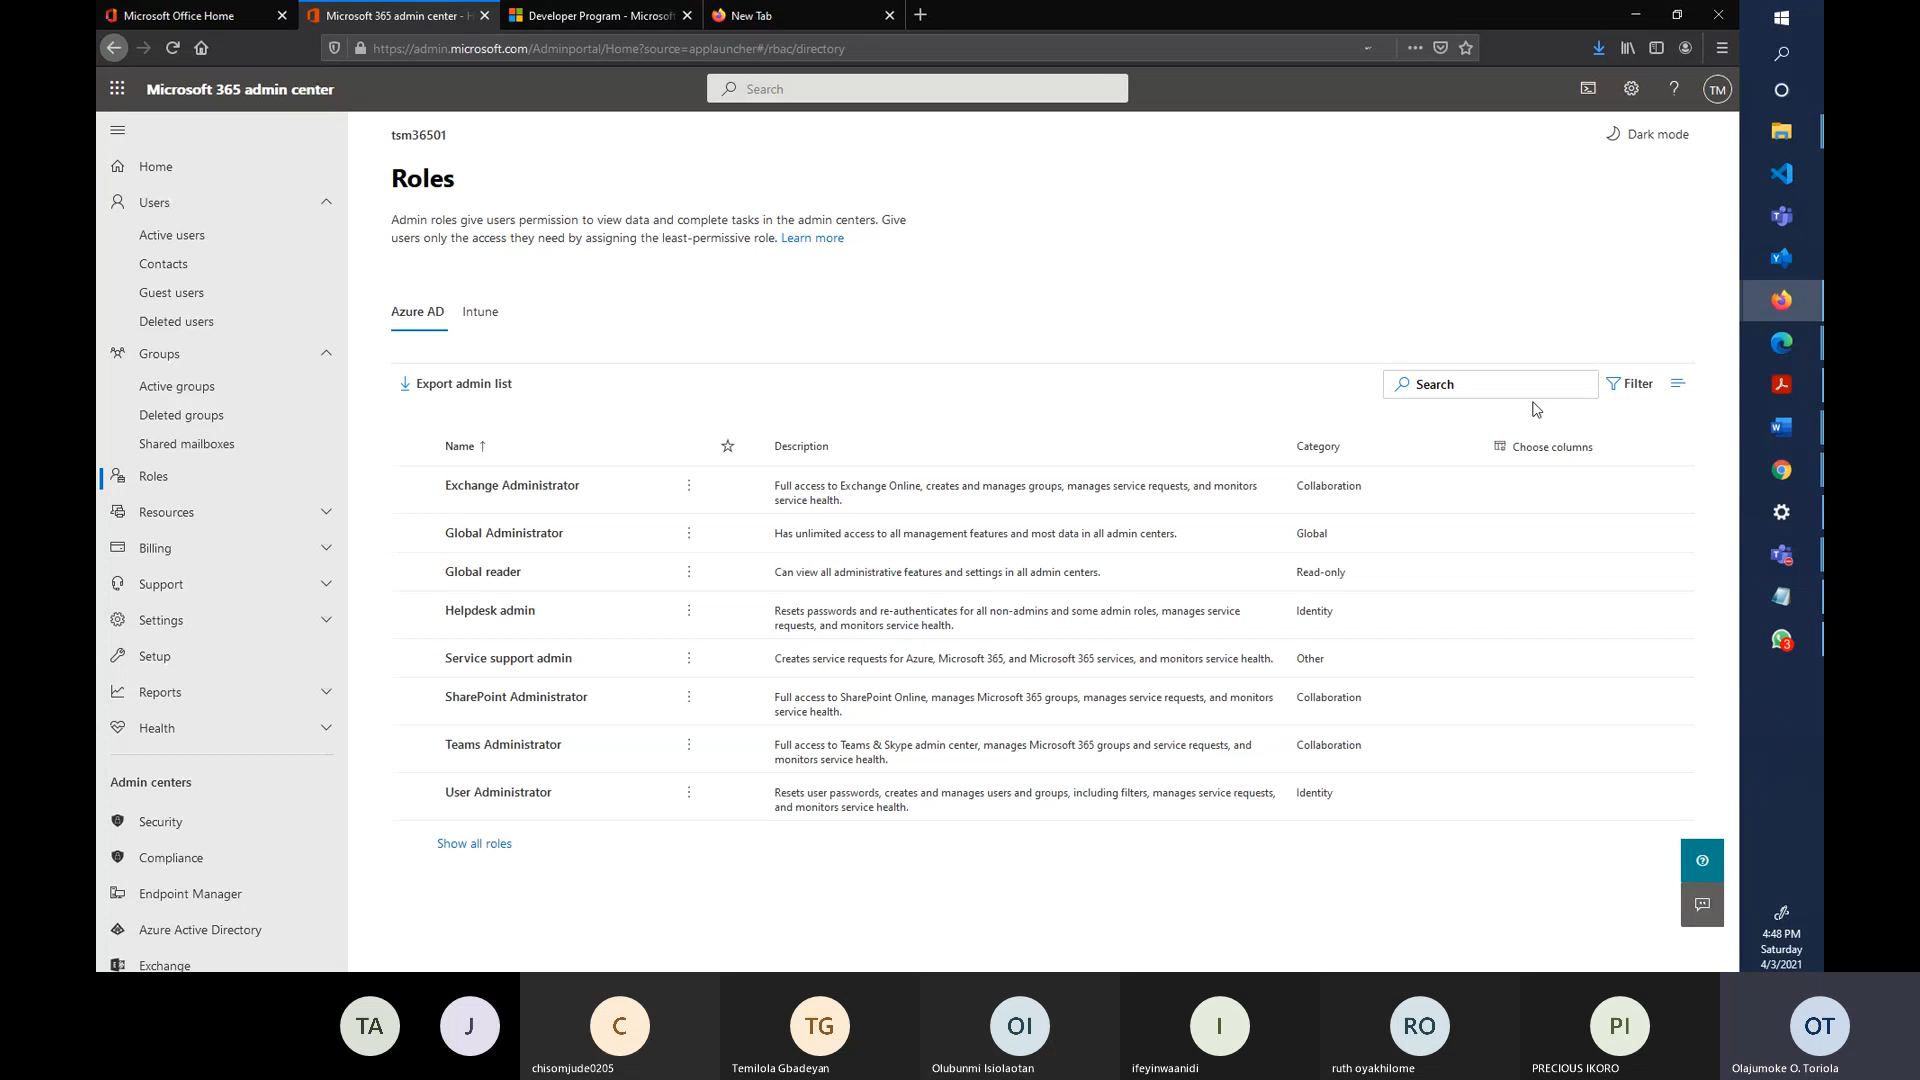 Microsoft Office Home
Microsoft 365 admin center - H
Developer Program - Microsof
New Tab
https://admin.microsoft.com/Adminportal/Home?source=applauncher#/rbac/directory
Microsoft 365 admin center
Search
TM
tsm36501
Dark mode
Home
Users
Active users
Contacts
Guest users
Deleted users
Groups
Active groups
Deleted groups
Shared mailboxes
Roles
Resources
Billing
Support
Settings
Setup
Reports
Health
Admin centers
Security
Compliance
Endpoint Manager
Azure Active Directory
Exchange
Roles
Admin roles give users permission to view data and complete tasks in the admin centers. Give
users only the access they need by assigning the least-permissive role. Learn more
Azure AD
Intune
Export admin list
Search
Filter
Name ↑
Description
Category
Choose columns
Exchange Administrator
Full access to Exchange Online, creates and manages groups, manages service requests, and monitors
service health.
Collaboration
Global Administrator
Has unlimited access to all management features and most data in all admin centers.
Global
Global reader
Can view all administrative features and settings in all admin centers.
Read-only
Helpdesk admin
Resets passwords and re-authenticates for all non-admins and some admin roles, manages service
requests, and monitors service health.
Identity
Service support admin
Creates service requests for Azure, Microsoft 365, and Microsoft 365 services, and monitors service health.
Other
SharePoint Administrator
Full access to SharePoint Online, manages Microsoft 365 groups, manages service requests, and monitors
service health.
Collaboration
Teams Administrator
Full access to Teams & Skype admin center, manages Microsoft 365 groups and service requests, and
monitors service health.
Collaboration
User Administrator
Resets user passwords, creates and manages users and groups, including filters, manages service requests,
and monitors service health.
Identity
Show all roles
3
4:48 PM
Saturday
4/3/2021
TA
J
C
chisomjude0205
TG
Temilola Gbadeyan
OI
Olubunmi Isiolaotan
I
ifeyinwaanidi
RO
ruth oyakhilome
PI
PRECIOUS IKORO
OT
Olajumoke O. Toriola